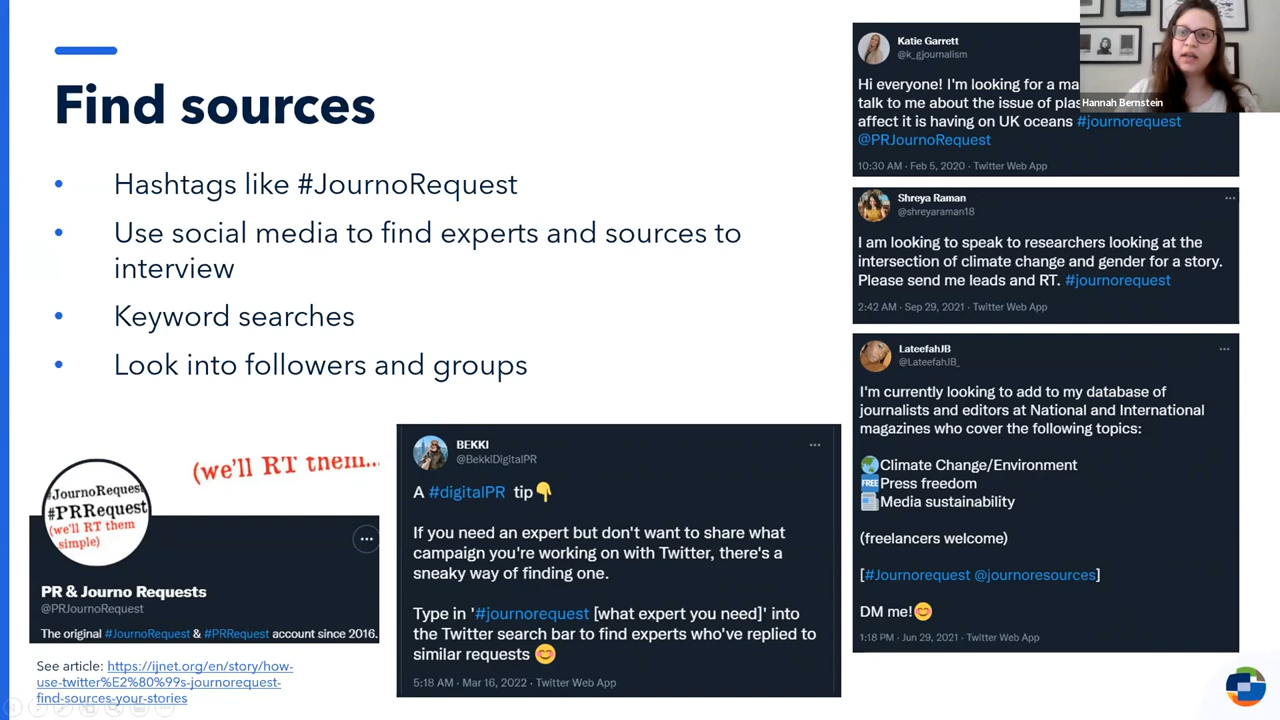 Find sources
• Hashtags like #JournoRequest
• Use social media to find experts and sources to
interview
• Keyword searches
• Look into followers and groups
(we'll RT them...
#JournoRequest
#PRRequest
(we'll RT them
simple)
PR & Journo Requests
@PRJournoRequest
The original #JournoRequest & #PRRequest account since 2016.
See article: https://ijnet.org/en/story/how-
use-twitter%E2%80%99s-journorequest-
find-sources-your-stories
BEKKI
@BekkiDigitalPR
A #digitalPR tip👇
If you need an expert but don't want to share what
campaign you're working on with Twitter, there's a
sneaky way of finding one.
Type in '#journorequest [what expert you need]' into
the Twitter search bar to find experts who've replied to
similar requests 😊
5:18 AM · Mar 16, 2022 · Twitter Web App
Katie Garrett
@k_gjournalism
Hi everyone! I'm looking for a
talk to me about the issue of
affect it is having on UK oceans #journorequest
@PRJournoRequest
10:30 AM · Feb 5, 2020 · Twitter Web App
Hannah Bernstein
Shreya Raman
@shreyaraman18
I am looking to speak to researchers looking at the
intersection of climate change and gender for a story.
Please send me leads and RT. #journorequest
2:42 AM · Sep 29, 2021 · Twitter Web App
LateefahJB
@LateefahJB_
I'm currently looking to add to my database of
journalists and editors at National and International
magazines who cover the following topics:
🌍Climate Change/Environment
🆓Press freedom
📰Media sustainability
(freelancers welcome)
[#Journorequest @journoresources]
DM me!😊
1:18 PM · Jun 29, 2021 · Twitter Web App